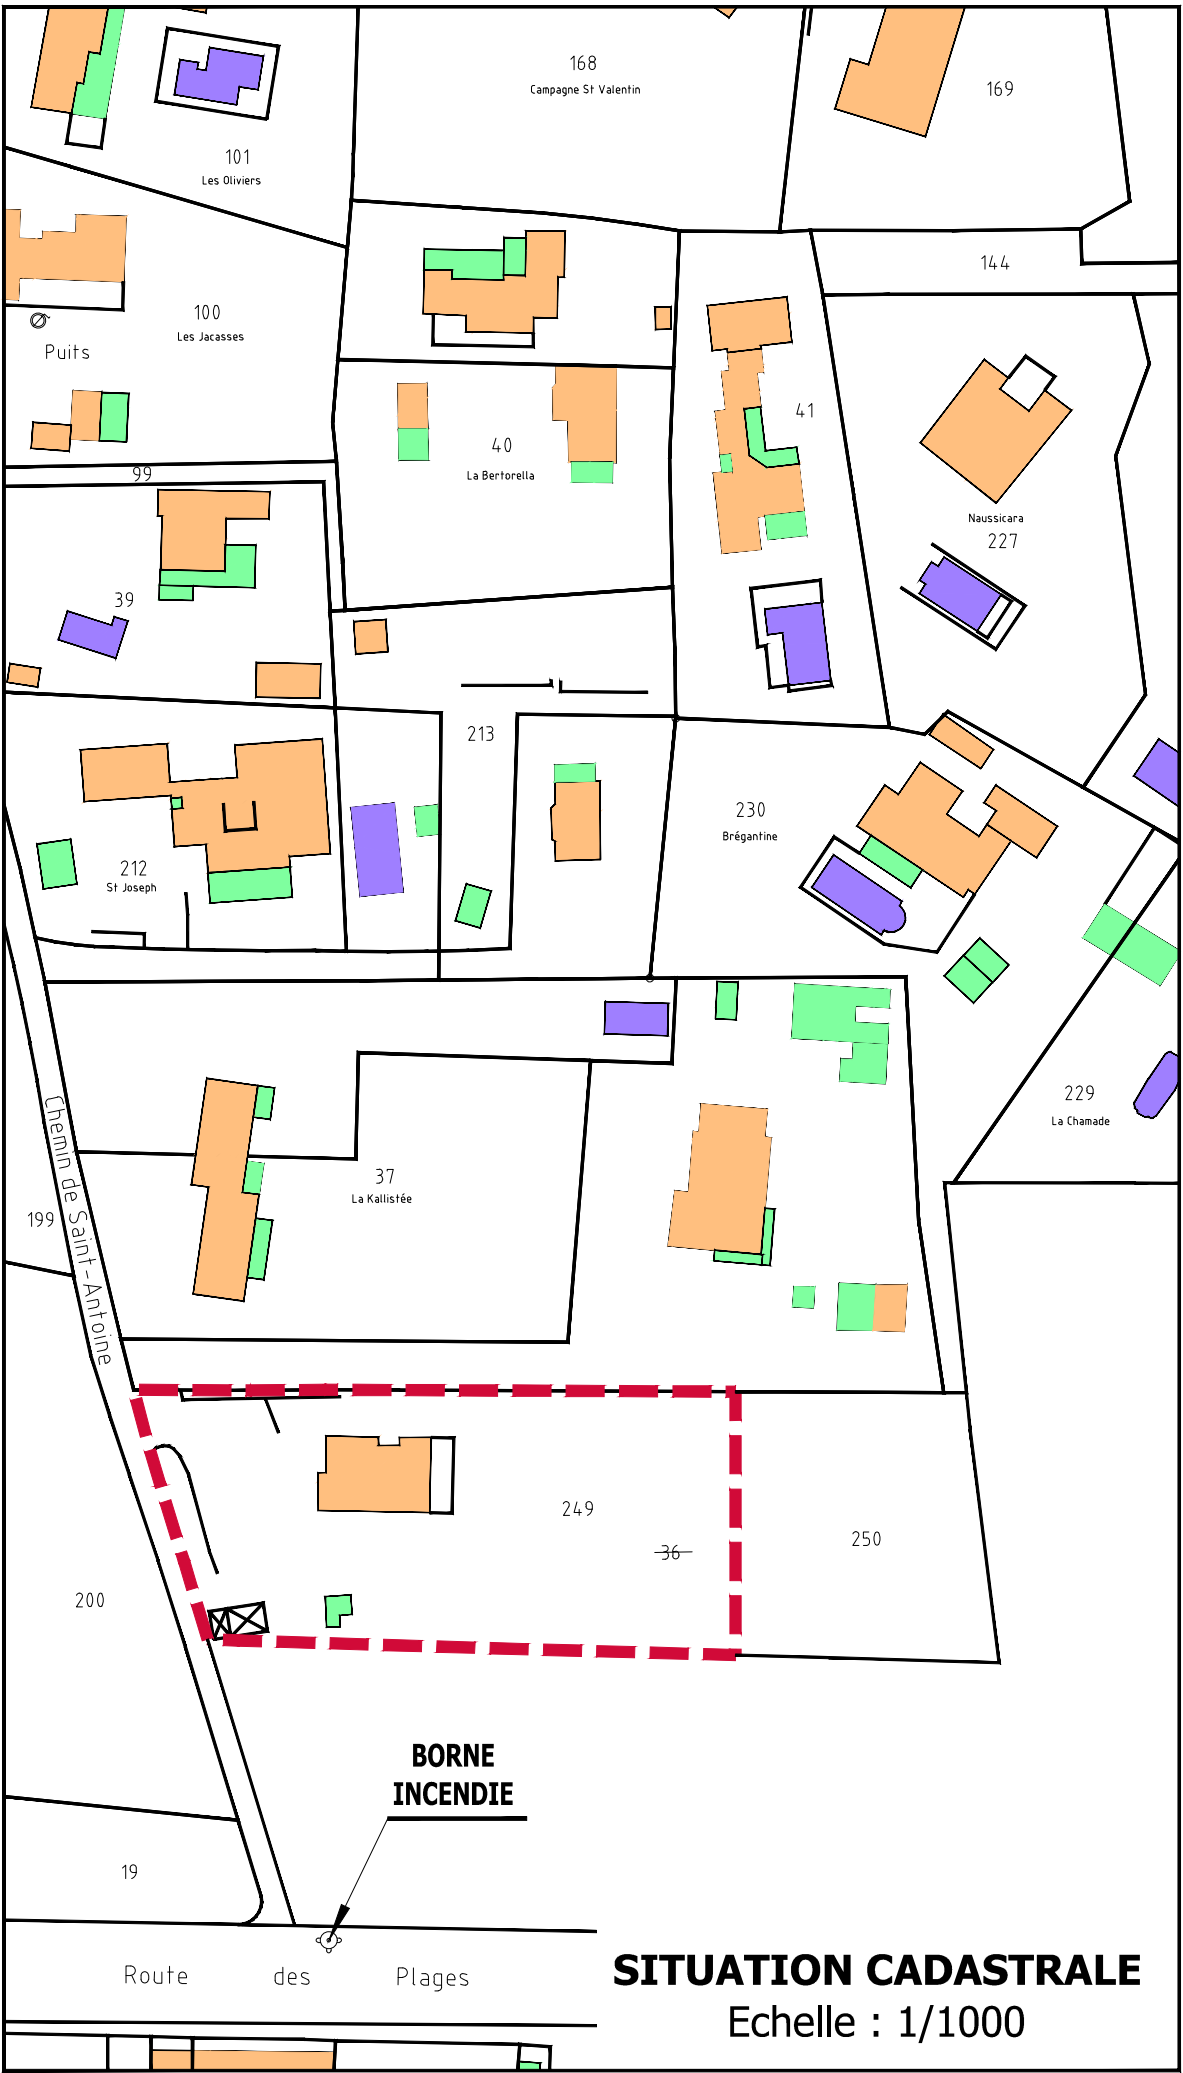 168
Campagne St Valentin
169
101
Les Oliviers
144
100
Les Jacasses
Puits
41
40
La Bertorella
99
Naussicara
227
39
213
230
Brégantine
212
St Joseph
229
La Chamade
37
La Kallistée
199
Chemin de Saint-Antoine
249
36
250
200
BORNE
INCENDIE
19
Route des Plages
SITUATION CADASTRALE
Echelle : 1/1000